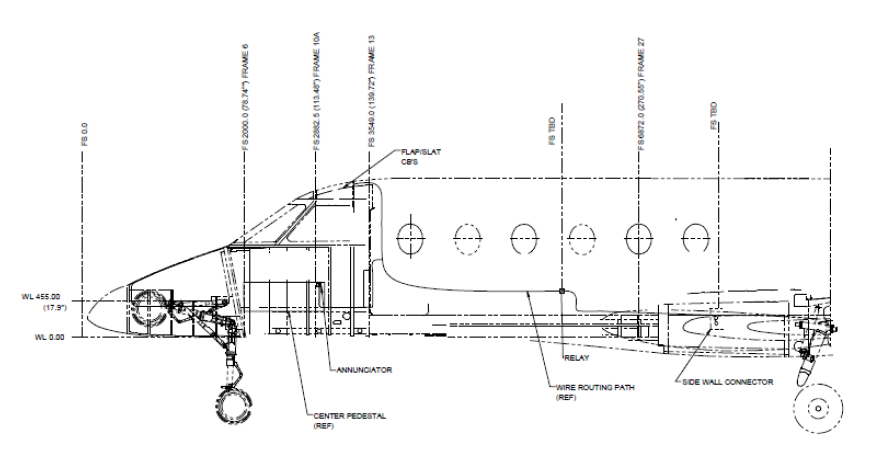 FS 0.0
FS 2000.0 (78.74"") FRAME 6
FS 2882.5 (113.48") FRAME 10A
FS 3549.0 (139.72") FRAME 13
FS TBD
FS 6872.0 (270.55") FRAME 27
FS TBD
FLAP/SLAT
CB'S
WL 455.00
(17.9")
WL 0.00
RELAY
ANNUNCIATOR
SIDE WALL CONNECTOR
WIRE ROUTING PATH
(REF)
CENTER PEDESTAL
(REF)